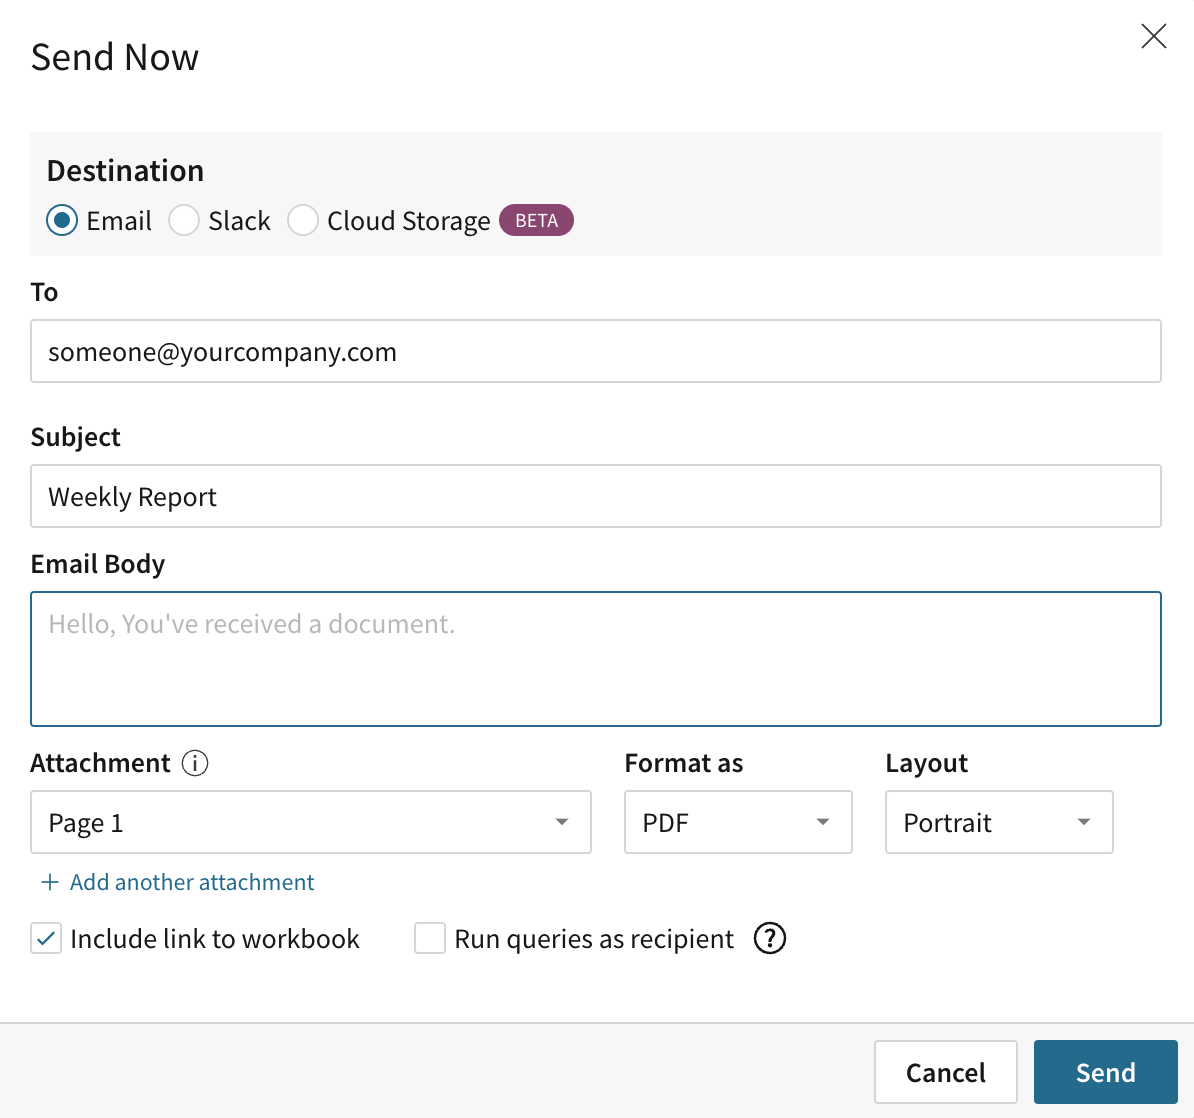 Send Now
Destination
Email Slack Cloud Storage BETA
To
someone@yourcompany.com
Subject
Weekly Report
Email Body
Hello, You've received a document.
Attachment Format as Layout
Page 1 PDF Portrait
+ Add another attachment
Include link to workbook Run queries as recipient ?
Cancel Send